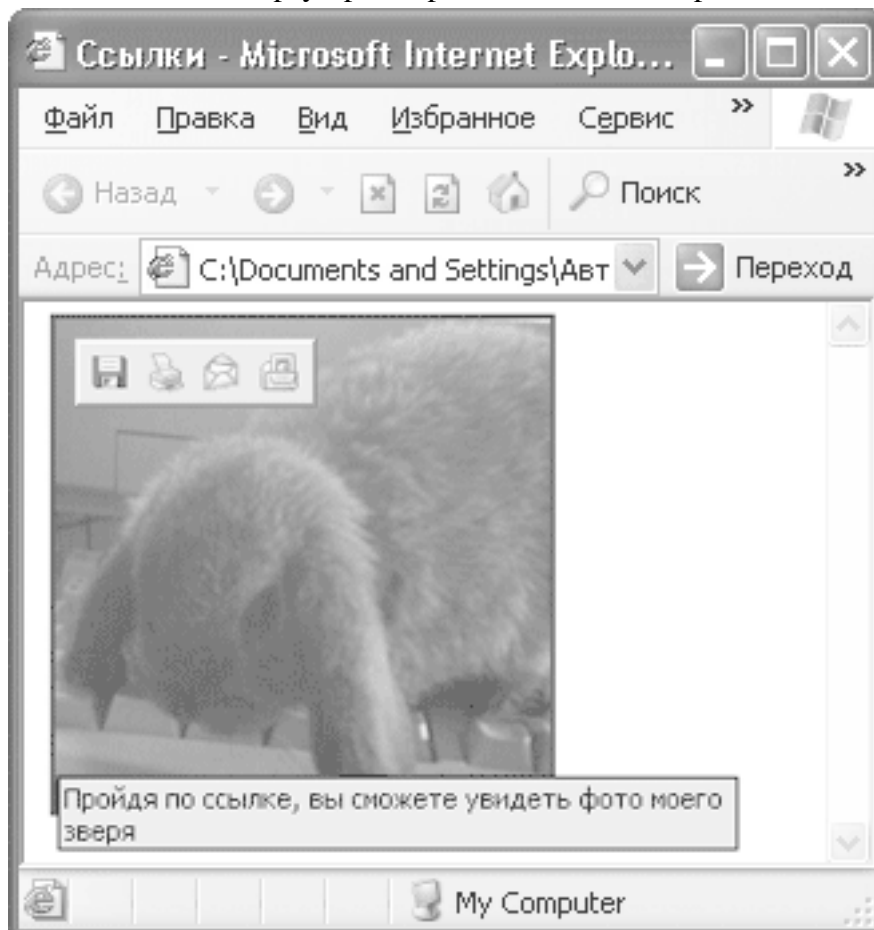 Ссылки - Microsoft Internet Explo...
Файл Правка Вид Избранное Сервис »
Назад Поиск »
Адрес: C:\Documents and Settings\Авт Переход
Пройдя по ссылке, вы сможете увидеть фото моего
зверя
My Computer